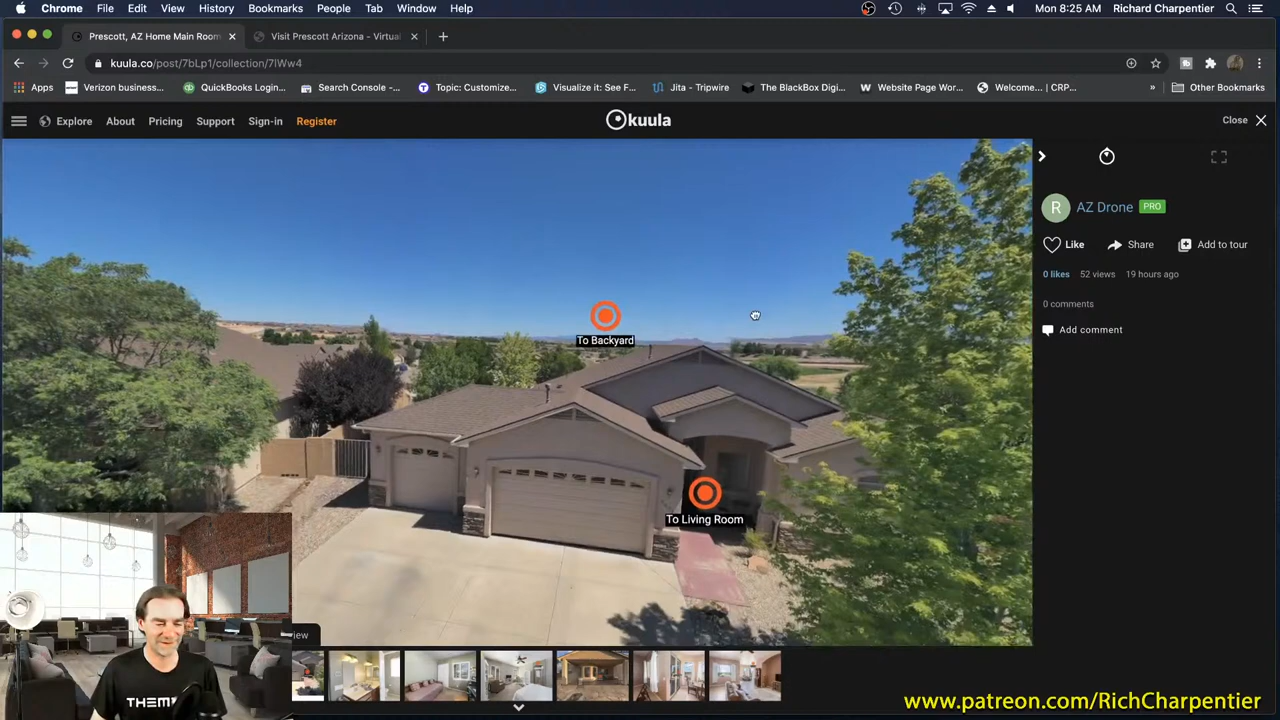 Chrome File Edit View History Bookmarks People Tab Window Help Mon 8:25 AM Richard Charpentier
Prescott, AZ Home Main Room Visit Prescott Arizona - Virtual
kuula.co/post/7bLp1/collection/7lWw4
Apps Verizon business... QuickBooks Login... Search Console -... Topic: Customize... Visualize it: See F... Jita - Tripwire The BlackBox Digi... Website Page Wor... Welcome... | CRP... » Other Bookmarks
Explore About Pricing Support Sign-in Register kuula Close
R AZ Drone PRO
Like Share Add to tour
0 likes 52 views 19 hours ago
0 comments
Add comment
To Backyard
To Living Room
THEM
www.patreon.com/RichCharpentier